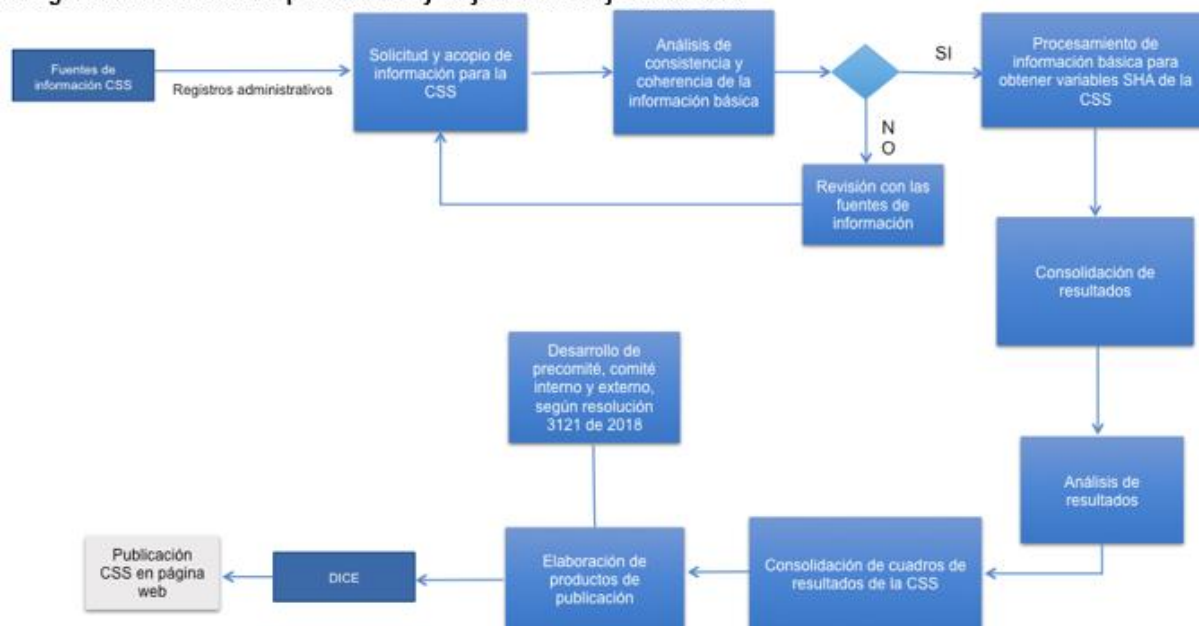 Fuentes de
información CSS
Registros administrativos
Solicitud y acopio de
información para la
CSS
Análisis de
consistencia y
coherencia de la
información básica
SI
N
O
Procesamiento de
información básica para
obtener variables SHA de la
CSS
Revisión con las
fuentes de
información
Consolidación de
resultados
Desarrollo de
precomité, comité
interno y externo,
según resolución
3121 de 2018
Análisis de
resultados
Consolidación de cuadros de
resultados de la CSS
Elaboración de
productos de
publicación
DICE
Publicación
CSS en página
web